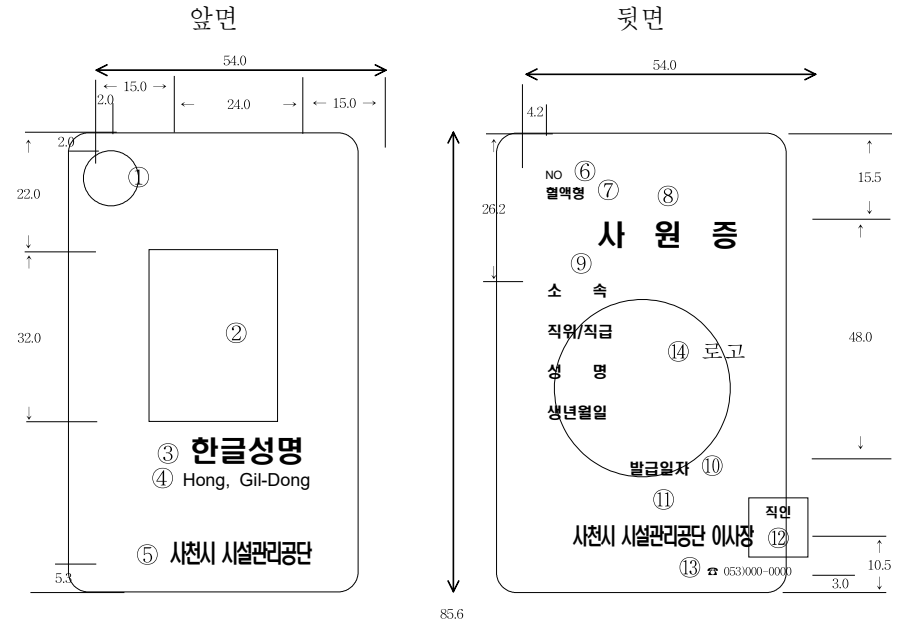 앞면
54.0
← 15.0 →
← 24.0 →
← 15.0 →
2.0
2.0
①
22.0
32.0
②
③ 한글성명
④ Hong, Gil-Dong
⑤ 사천시 시설관리공단
5.3
85.6
뒷면
54.0
4.2
26.2
NO ⑥
혈액형 ⑦
⑧
사 원 증
⑨
소 속
직위/직급
⑭ 로고
성 명
생년월일
발급일자 ⑩
⑪
직인
사천시 시설관리공단 이사장 ⑫
⑬ ☎ 053)000-0000
15.5
48.0
10.5
3.0